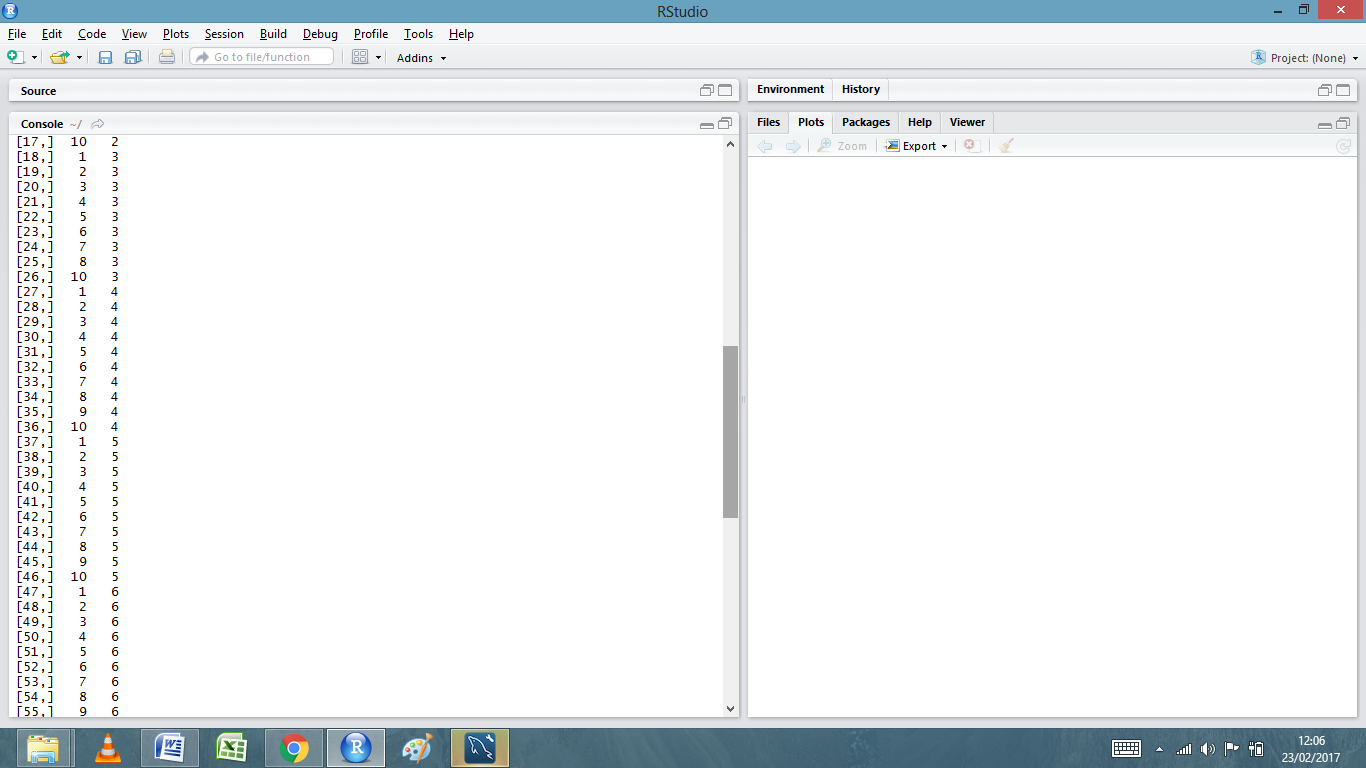 RStudio
File Edit Code View Plots Session Build Debug Profile Tools Help
Go to file/function Addins Project: (None)
Source
Console ~/
[17,] 10 2
[18,] 1 3
[19,] 2 3
[20,] 3 3
[21,] 4 3
[22,] 5 3
[23,] 6 3
[24,] 7 3
[25,] 8 3
[26,] 10 3
[27,] 1 4
[28,] 2 4
[29,] 3 4
[30,] 4 4
[31,] 5 4
[32,] 6 4
[33,] 7 4
[34,] 8 4
[35,] 9 4
[36,] 10 4
[37,] 1 5
[38,] 2 5
[39,] 3 5
[40,] 4 5
[41,] 5 5
[42,] 6 5
[43,] 7 5
[44,] 8 5
[45,] 9 5
[46,] 10 5
[47,] 1 6
[48,] 2 6
[49,] 3 6
[50,] 4 6
[51,] 5 6
[52,] 6 6
[53,] 7 6
[54,] 8 6
[55,] 9 6
Environment History
Files Plots Packages Help Viewer
Zoom Export
12:06
23/02/2017